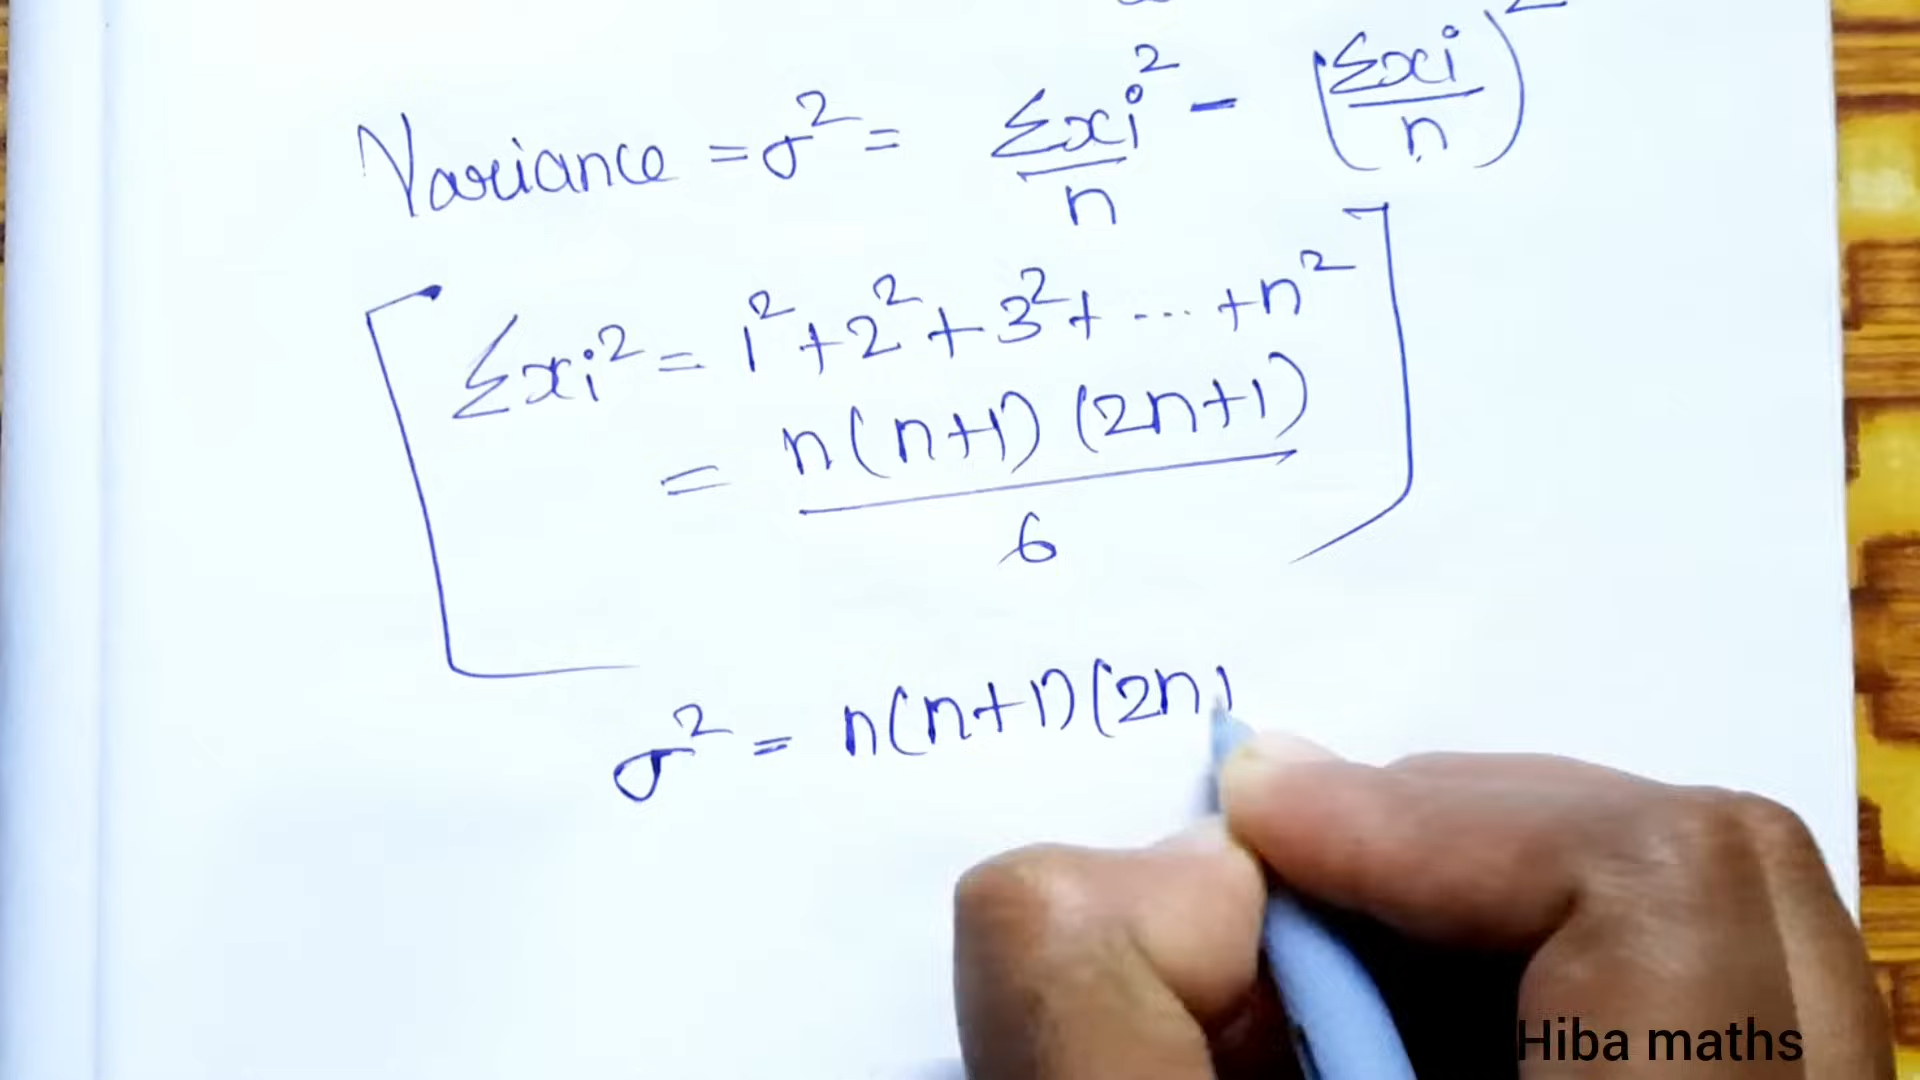 Variance = σ² = Σxi²/n - (Σxi/n)²
Σxi² = 1² + 2² + 3² + ... + n²
= n(n+1)(2n+1)/6
σ² = n(n+1)(2n
Hiba maths